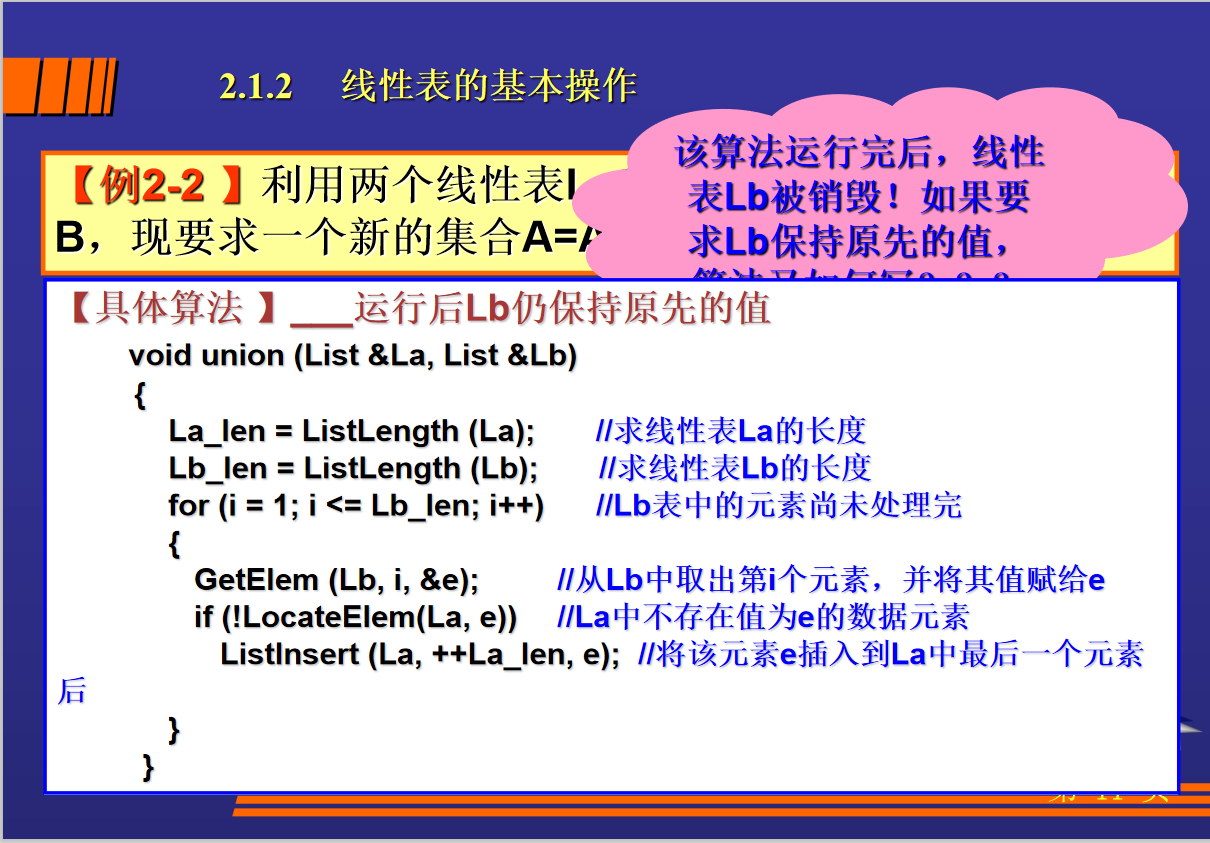 2.1.2 线性表的基本操作
【例2-2 】利用两个线性表
B，现要求一个新的集合A=
该算法运行完后，线性
表Lb被销毁！如果要
求Lb保持原先的值，
【具体算法 】___运行后Lb仍保持原先的值
void union (List &La, List &Lb)
{
La_len = ListLength (La); //求线性表La的长度
Lb_len = ListLength (Lb); //求线性表Lb的长度
for (i = 1; i <= Lb_len; i++) //Lb表中的元素尚未处理完
{
GetElem (Lb, i, &e); //从Lb中取出第i个元素，并将其值赋给e
if (!LocateElem(La, e)) //La中不存在值为e的数据元素
ListInsert (La, ++La_len, e); //将该元素e插入到La中最后一个元素
后
}
}